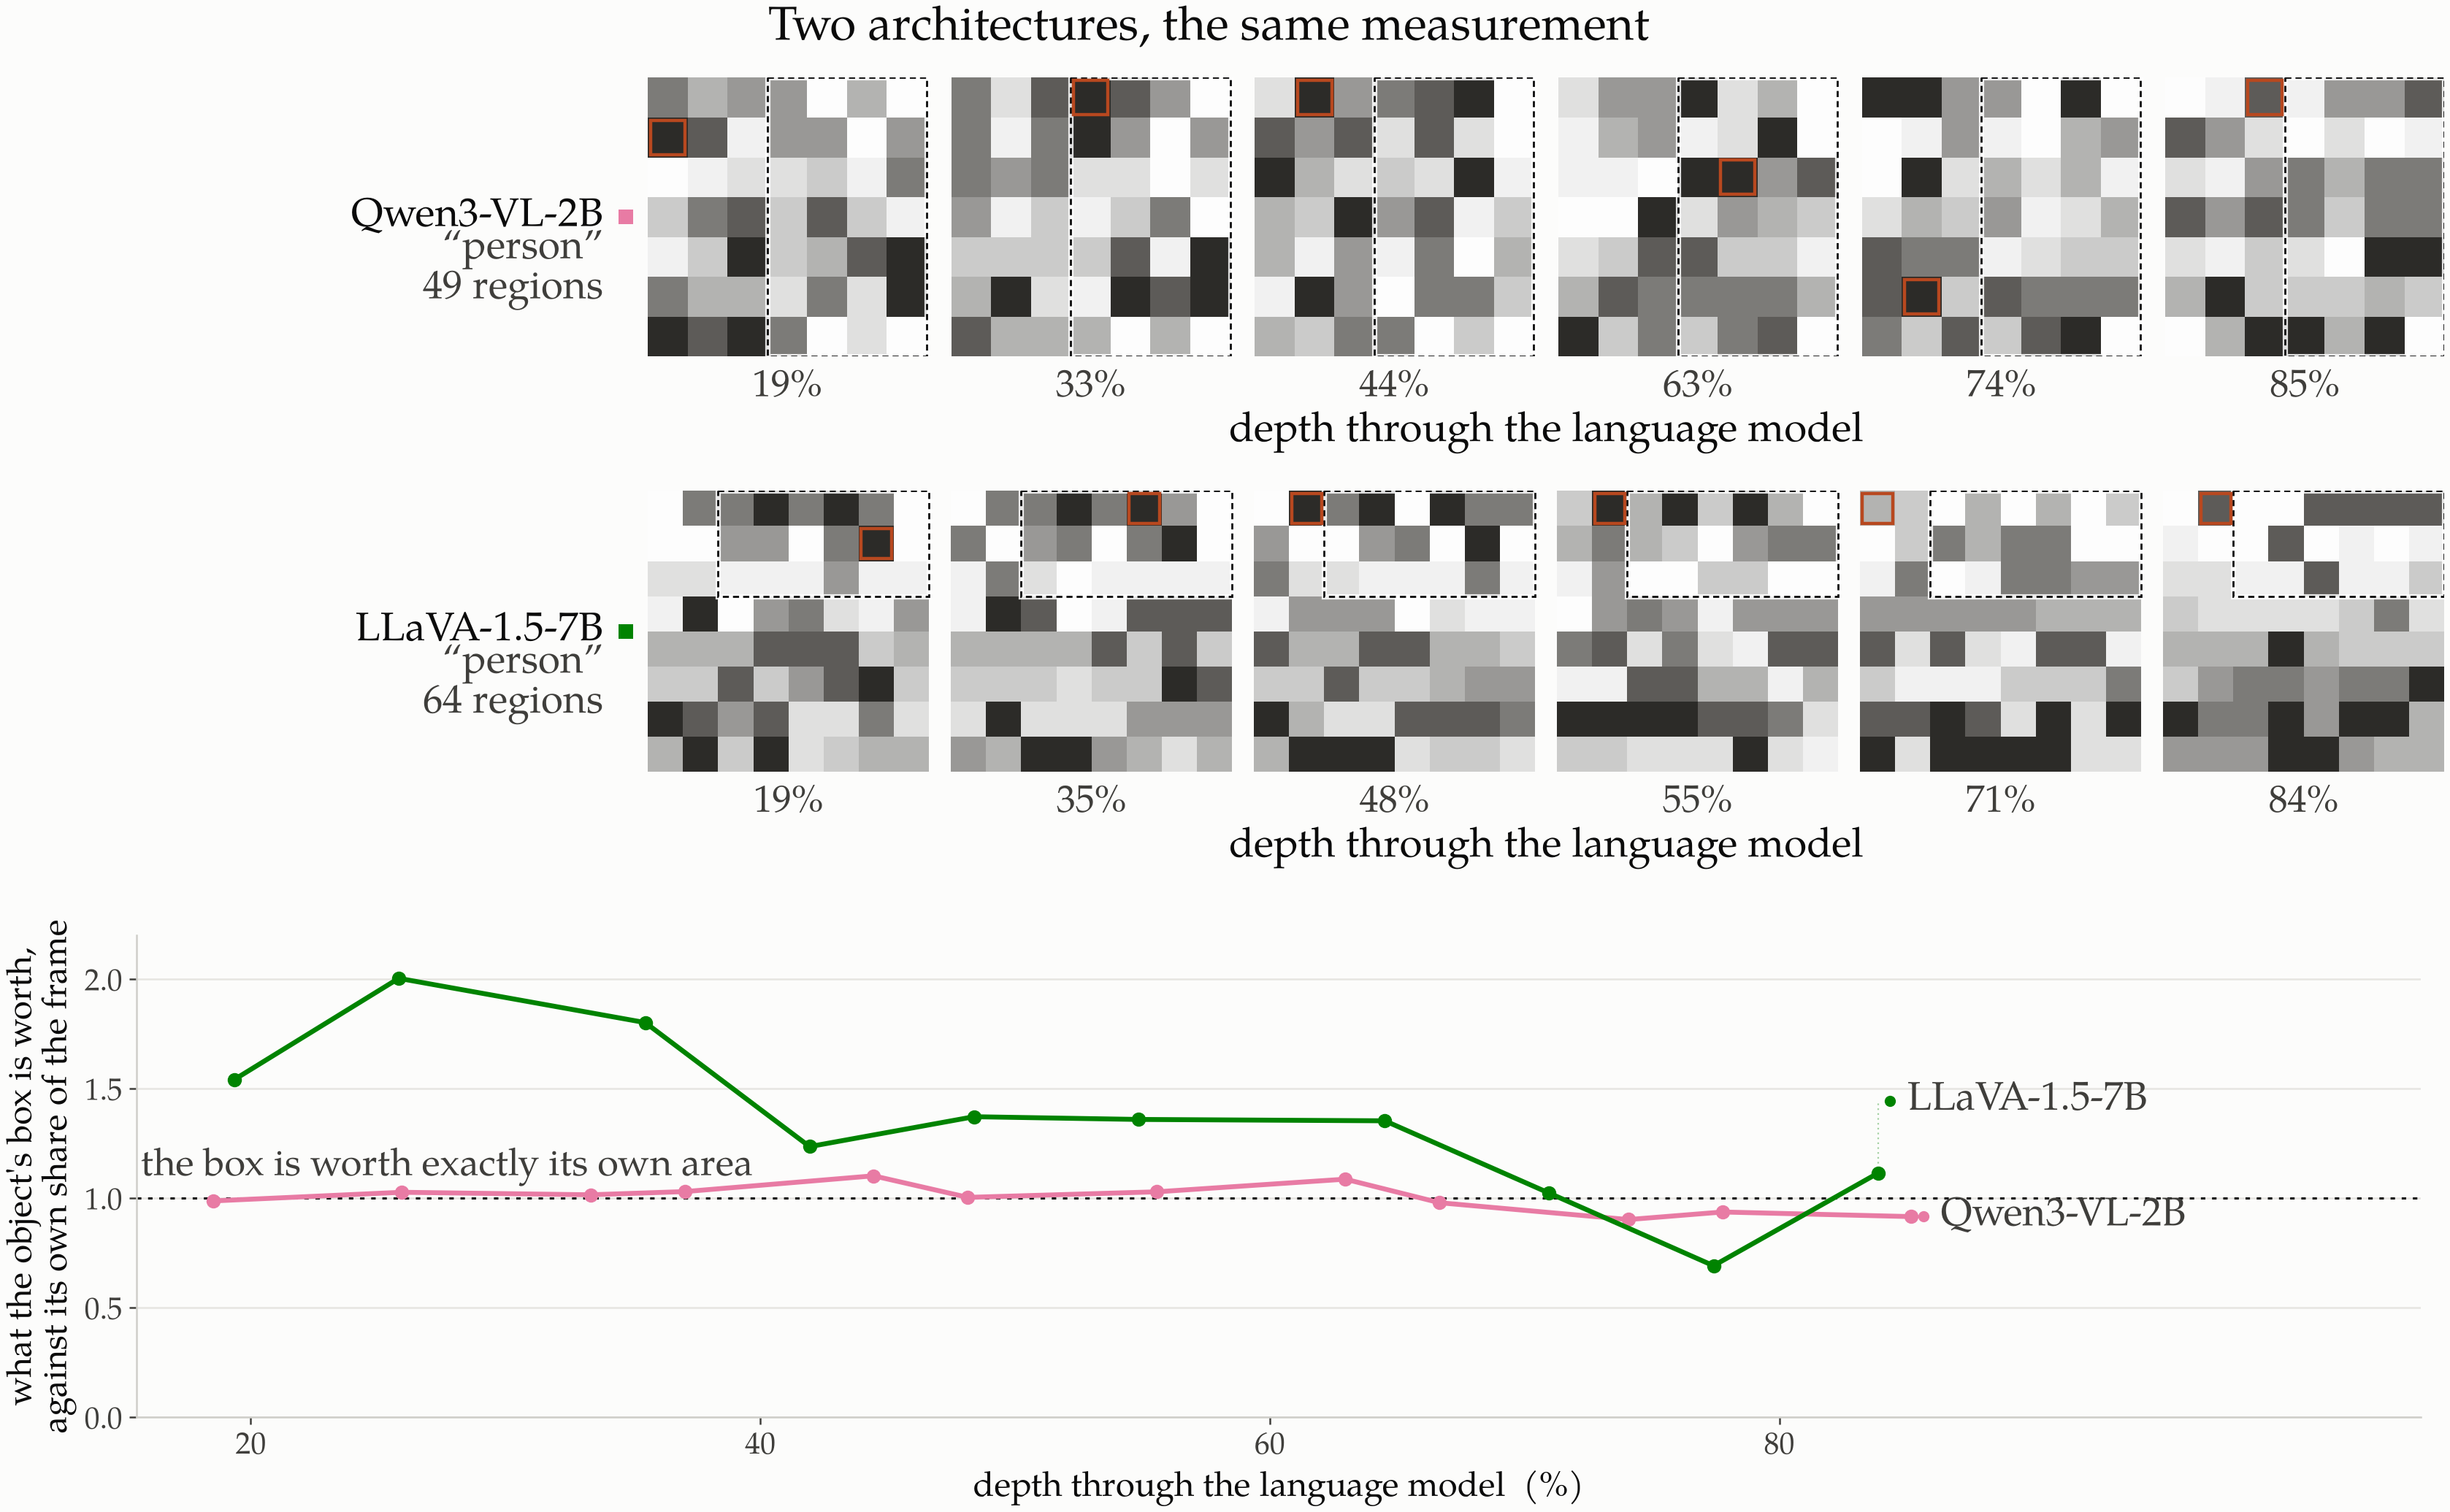 Two architectures, the same measurement
Qwen3-VL-2B
“person”
49 regions
19%
33%
44%
63%
74%
85%
depth through the language model
LLaVA-1.5-7B
“person”
64 regions
19%
35%
48%
55%
71%
84%
depth through the language model
what the object's box is worth,
against its own share of the frame
2.0
1.5
1.0
0.5
0.0
the box is worth exactly its own area
LLaVA-1.5-7B
Qwen3-VL-2B
20
40
60
80
depth through the language model (%)